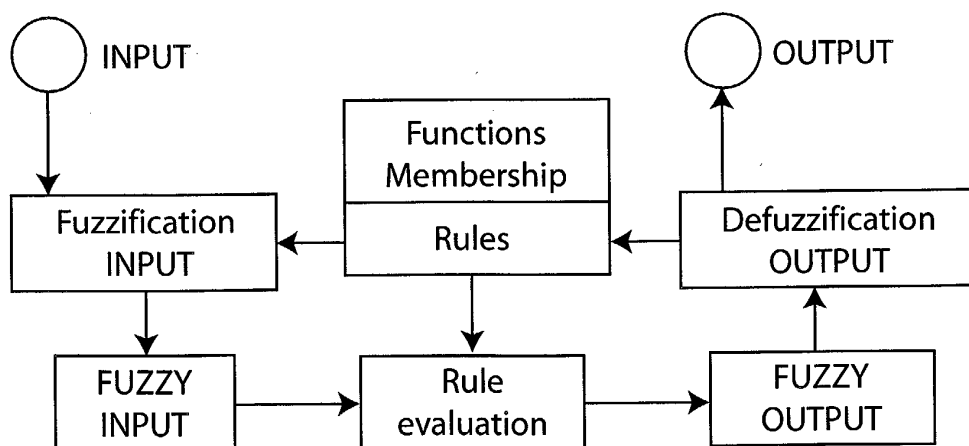 INPUT
OUTPUT
Functions
Membership
Rules
Fuzzification
INPUT
Defuzzification
OUTPUT
FUZZY
INPUT
Rule
evaluation
FUZZY
OUTPUT